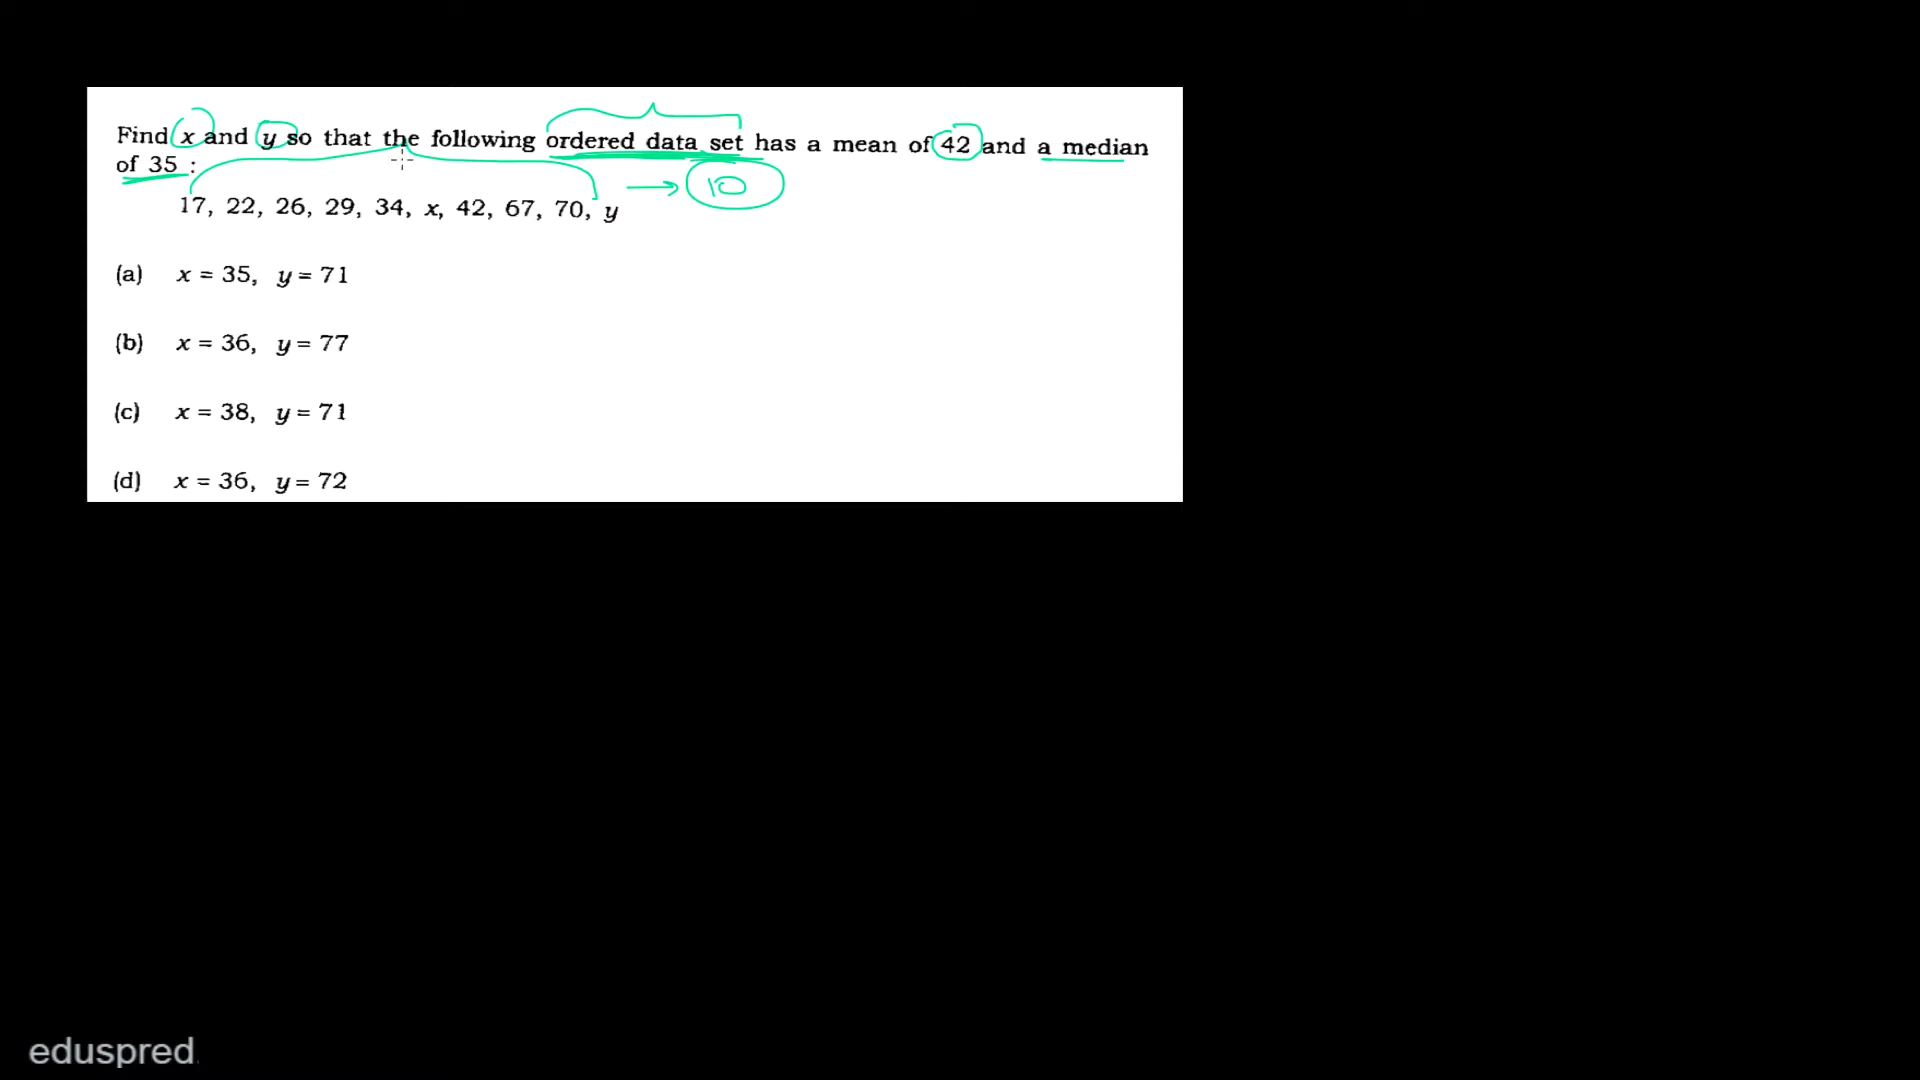 Find x and y so that the following ordered data set has a mean of 42 and a median
of 35 :
10
17, 22, 26, 29, 34, x, 42, 67, 70, y
(a) x = 35, y = 71
(b) x = 36, y = 77
(c) x = 38, y = 71
(d) x = 36, y = 72
eduspred.